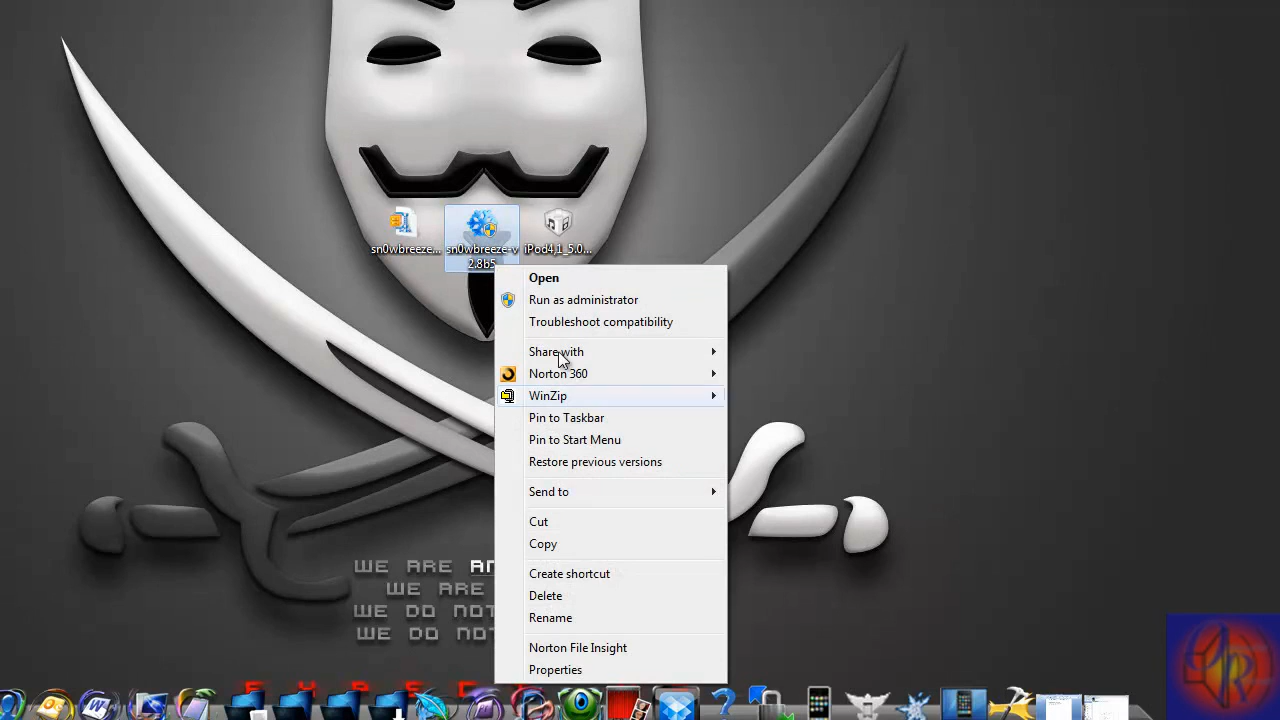 sn0wbreeze...
sn0wbreeze-v
2.8b5
iPod4,1_5.0...
Open
Run as administrator
Troubleshoot compatibility
Share with
Norton 360
WinZip
Pin to Taskbar
Pin to Start Menu
Restore previous versions
Send to
Cut
Copy
Create shortcut
Delete
Rename
Norton File Insight
Properties
WE ARE
WE ARE
WE DO NOT
WE DO NOT